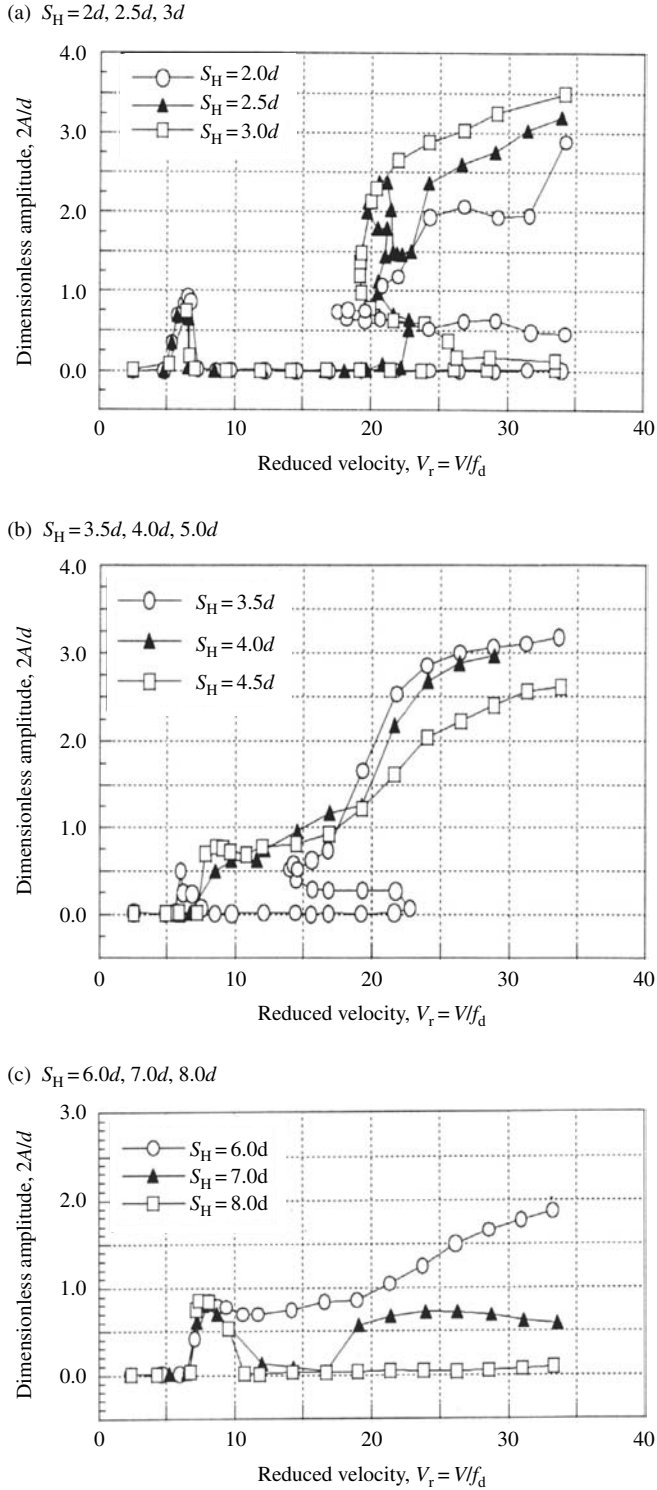 (a) S_H = 2d, 2.5d, 3d
4.0
3.0
2.0
1.0
0.0
Dimensionless amplitude, 2A/d
S_H = 2.0d
S_H = 2.5d
S_H = 3.0d
0 10 20 30 40
Reduced velocity, V_r = V/f_d
(b) S_H = 3.5d, 4.0d, 5.0d
4.0
3.0
2.0
1.0
0.0
Dimensionless amplitude, 2A/d
S_H = 3.5d
S_H = 4.0d
S_H = 4.5d
0 10 20 30 40
Reduced velocity, V_r = V/f_d
(c) S_H = 6.0d, 7.0d, 8.0d
3.0
2.0
1.0
0.0
Dimensionless amplitude, 2A/d
S_H = 6.0d
S_H = 7.0d
S_H = 8.0d
0 10 20 30 40
Reduced velocity, V_r = V/f_d